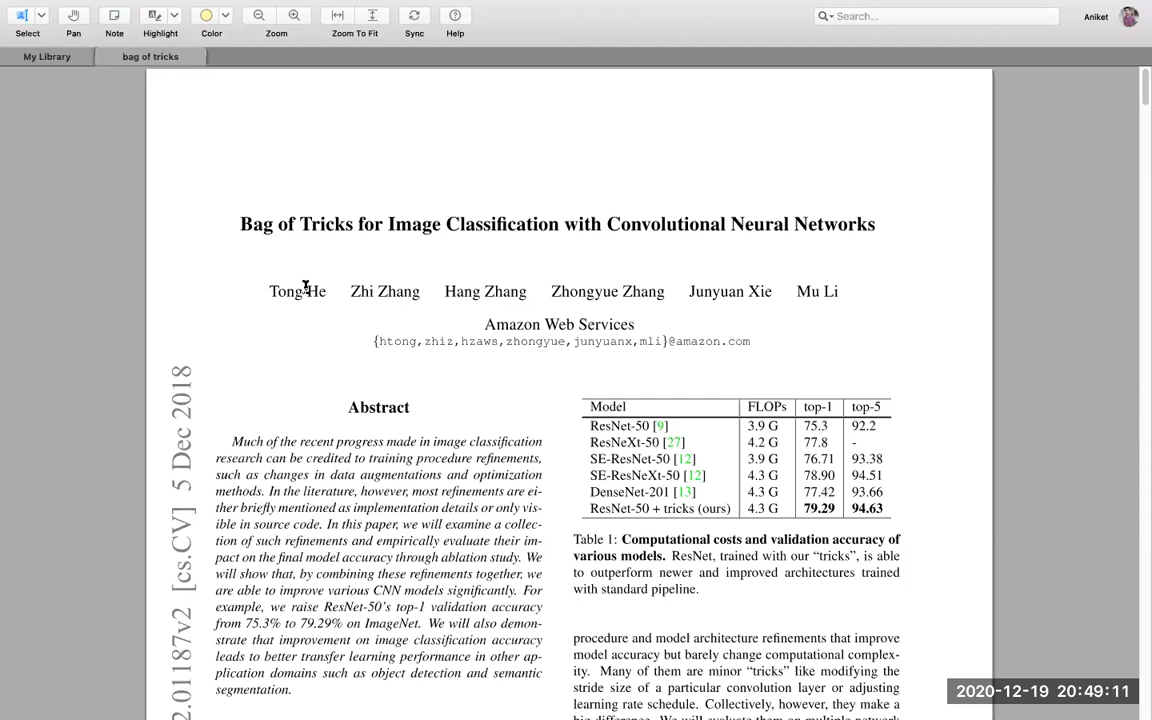 Select
Pan
Note
Highlight
Color
Zoom
Zoom To Fit
Sync
Help
Search...
Aniket
My Library
bag of tricks
Bag of Tricks for Image Classification with Convolutional Neural Networks
Tong He Zhi Zhang Hang Zhang Zhongyue Zhang Junyuan Xie Mu Li
Amazon Web Services
{htong,zhiz,hzaws,zhongyue,junyuanx,mli}@amazon.com
2.01187v2 [cs.CV] 5 Dec 2018
Abstract
Much of the recent progress made in image classification
research can be credited to training procedure refinements,
such as changes in data augmentations and optimization
methods. In the literature, however, most refinements are ei-
ther briefly mentioned as implementation details or only vis-
ible in source code. In this paper, we will examine a collec-
tion of such refinements and empirically evaluate their im-
pact on the final model accuracy through ablation study. We
will show that, by combining these refinements together, we
are able to improve various CNN models significantly. For
example, we raise ResNet-50's top-1 validation accuracy
from 75.3% to 79.29% on ImageNet. We will also demon-
strate that improvement on image classification accuracy
leads to better transfer learning performance in other ap-
plication domains such as object detection and semantic
segmentation.
Model FLOPs top-1 top-5
ResNet-50 [9] 3.9 G 75.3 92.2
ResNeXt-50 [27] 4.2 G 77.8 -
SE-ResNet-50 [12] 3.9 G 76.71 93.38
SE-ResNeXt-50 [12] 4.3 G 78.90 94.51
DenseNet-201 [13] 4.3 G 77.42 93.66
ResNet-50 + tricks (ours) 4.3 G 79.29 94.63
Table 1: Computational costs and validation accuracy of
various models. ResNet, trained with our “tricks”, is able
to outperform newer and improved architectures trained
with standard pipeline.
procedure and model architecture refinements that improve
model accuracy but barely change computational complex-
ity. Many of them are minor “tricks” like modifying the
stride size of a particular convolution layer or adjusting
learning rate schedule. Collectively, however, they make a
big difference. We will evaluate them on multiple network
2020-12-19 20:49:11